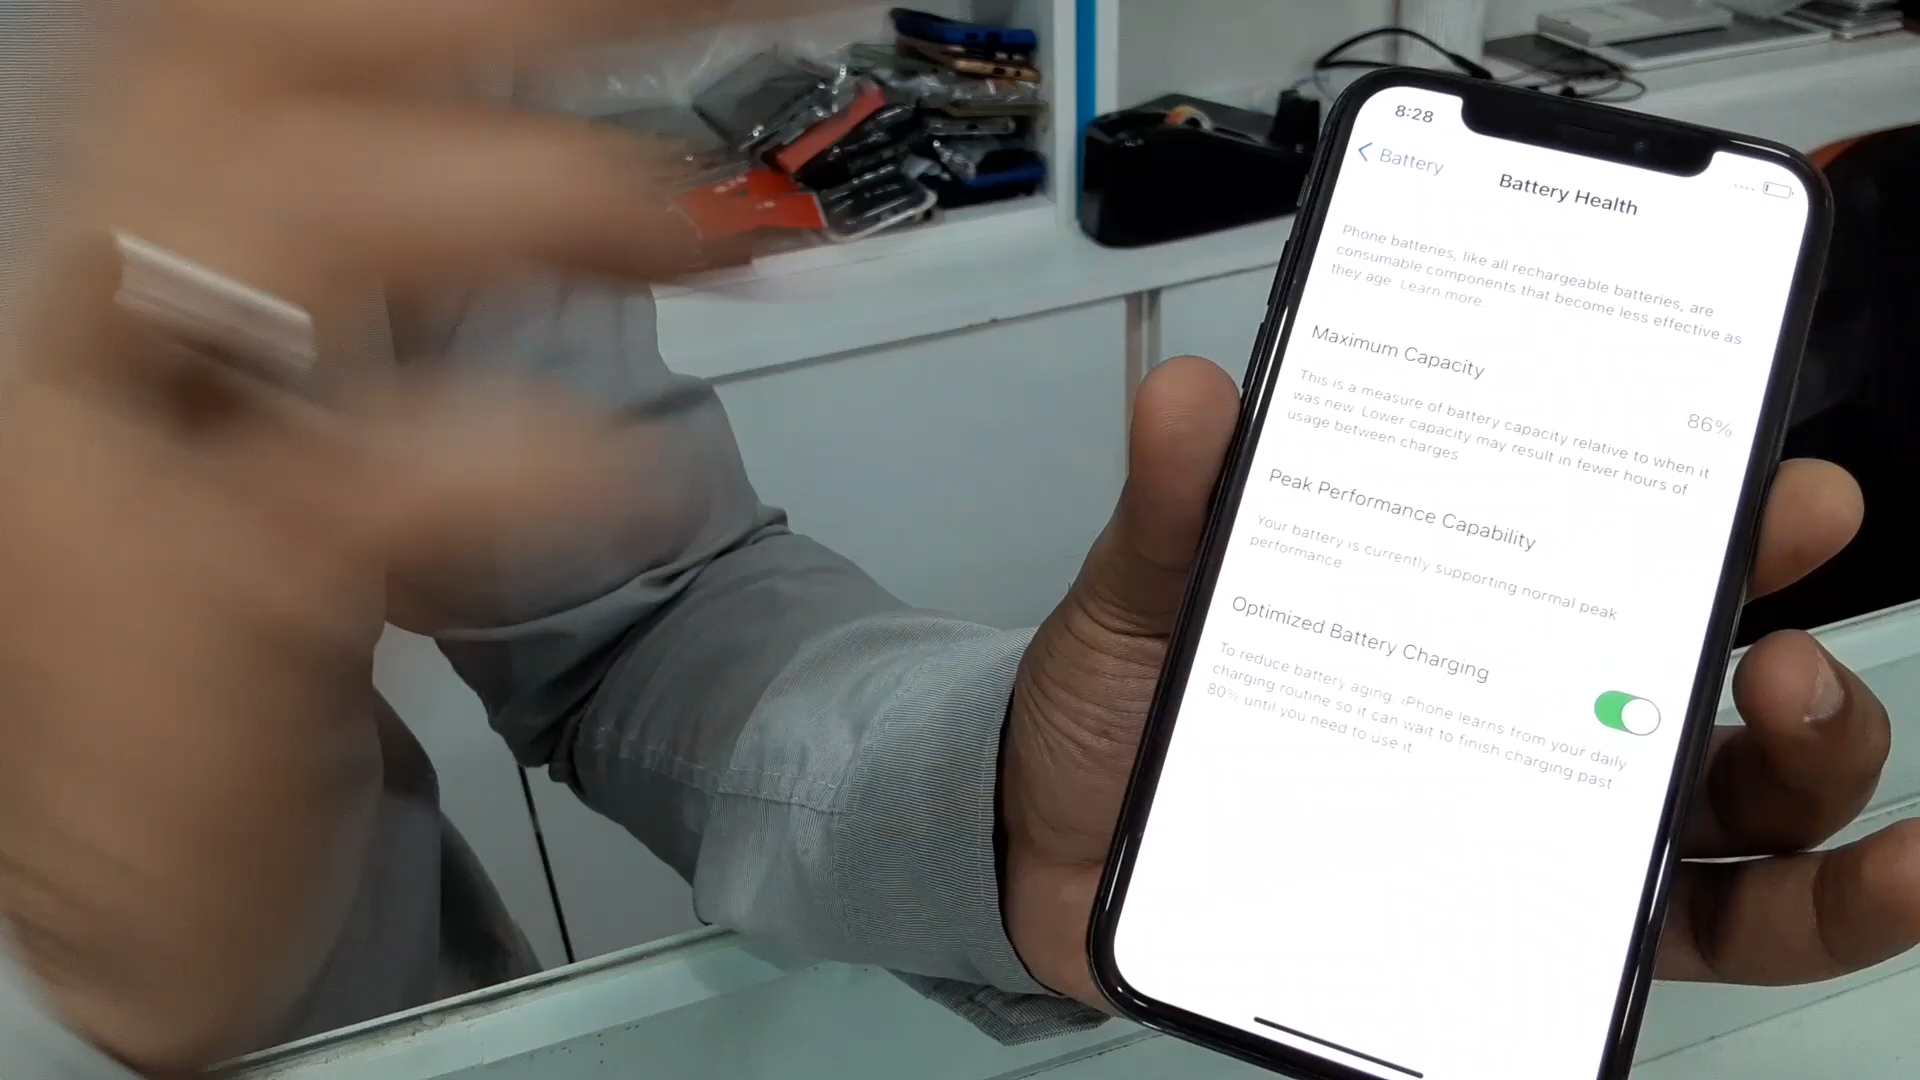 8:28
Battery
Battery Health
Phone batteries, like all rechargeable batteries, are
consumable components that become less effective as
they age. Learn more.
Maximum Capacity
86%
This is a measure of battery capacity relative to when it
was new. Lower capacity may result in fewer hours of
usage between charges
Peak Performance Capability
Your battery is currently supporting normal peak
performance
Optimized Battery Charging
To reduce battery aging, iPhone learns from your daily
charging routine so it can wait to finish charging past
80% until you need to use it